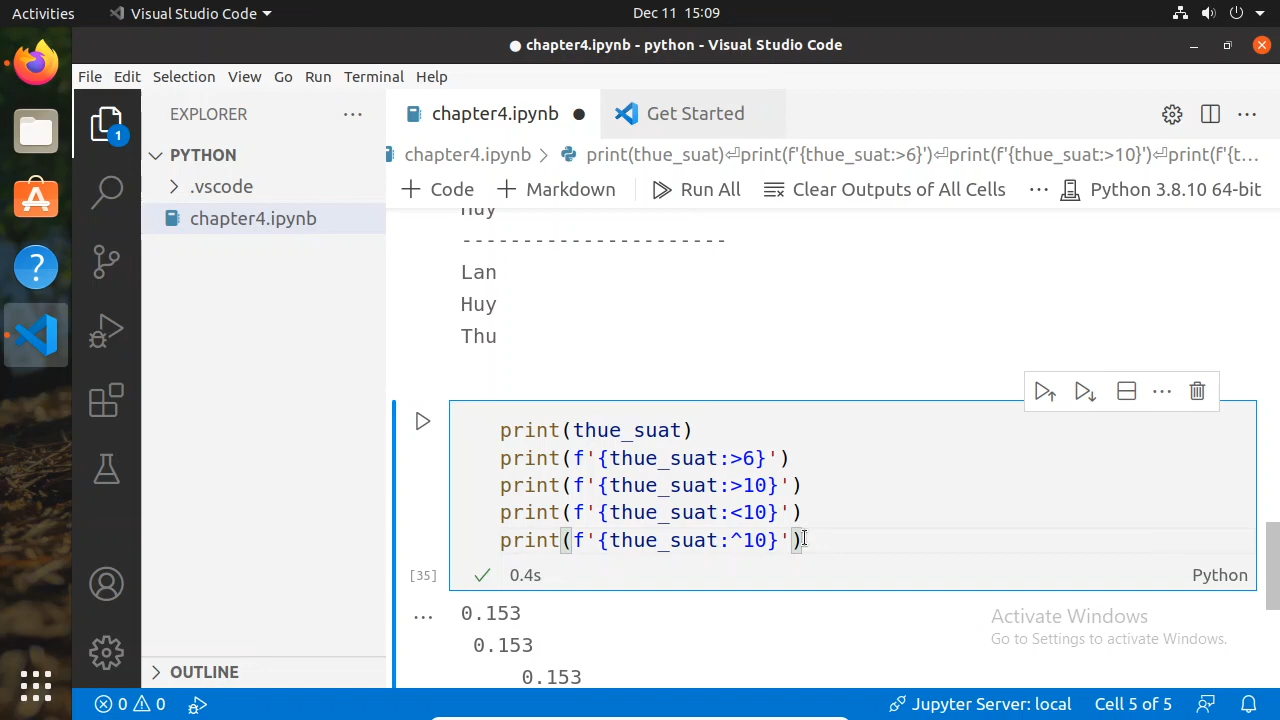 Activities
Visual Studio Code
Dec 11 15:09
● chapter4.ipynb - python - Visual Studio Code
File Edit Selection View Go Run Terminal Help
EXPLORER
chapter4.ipynb
Get Started
PYTHON
chapter4.ipynb > print(thue_suat)⏎print(f'{thue_suat:>6}')⏎print(f'{thue_suat:>10}')⏎print(f'{t...
.vscode
+ Code + Markdown Run All Clear Outputs of All Cells ... Python 3.8.10 64-bit
chapter4.ipynb
Huy
----------------------
Lan
Huy
Thu
print(thue_suat)
print(f'{thue_suat:>6}')
print(f'{thue_suat:>10}')
print(f'{thue_suat:<10}')
print(f'{thue_suat:^10}')
[35] 0.4s Python
0.153
0.153
0.153
Activate Windows
Go to Settings to activate Windows.
OUTLINE
0 0 Jupyter Server: local Cell 5 of 5
1